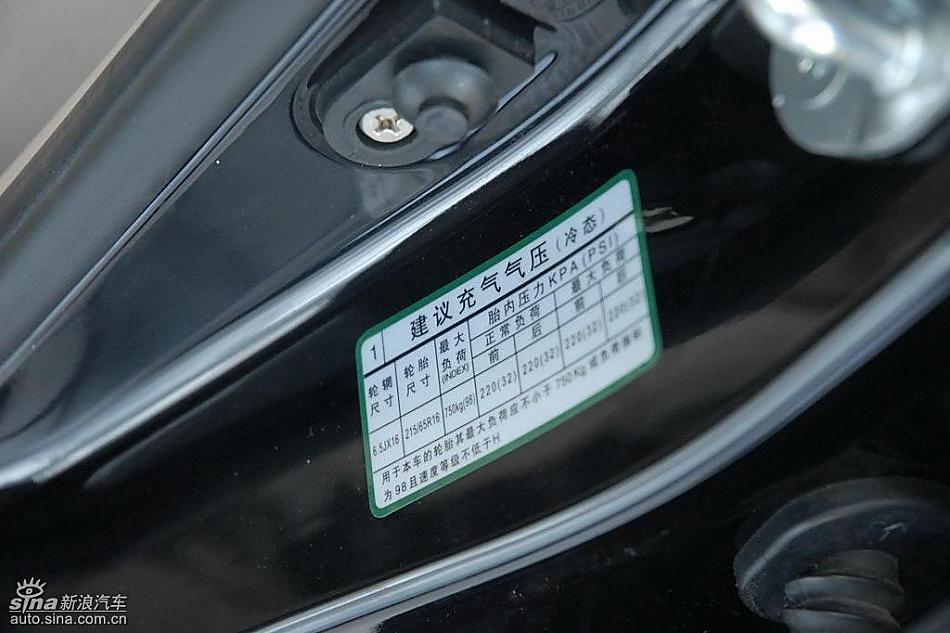 1 建议充气气压(冷态)
轮辋尺寸 轮胎尺寸 最大负荷(INDEX) 胎内压力KPA(PSI)
正常负荷 最大负荷
前 后 前 后
6.5JX16 215/65R16 750kg(98) 220(32) 220(32) 220(32) 220(32)
用于本车的轮胎其最大负荷应不小于750Kg或负荷指标
为98且速度等级不低于H
sina新浪汽车
auto.sina.com.cn